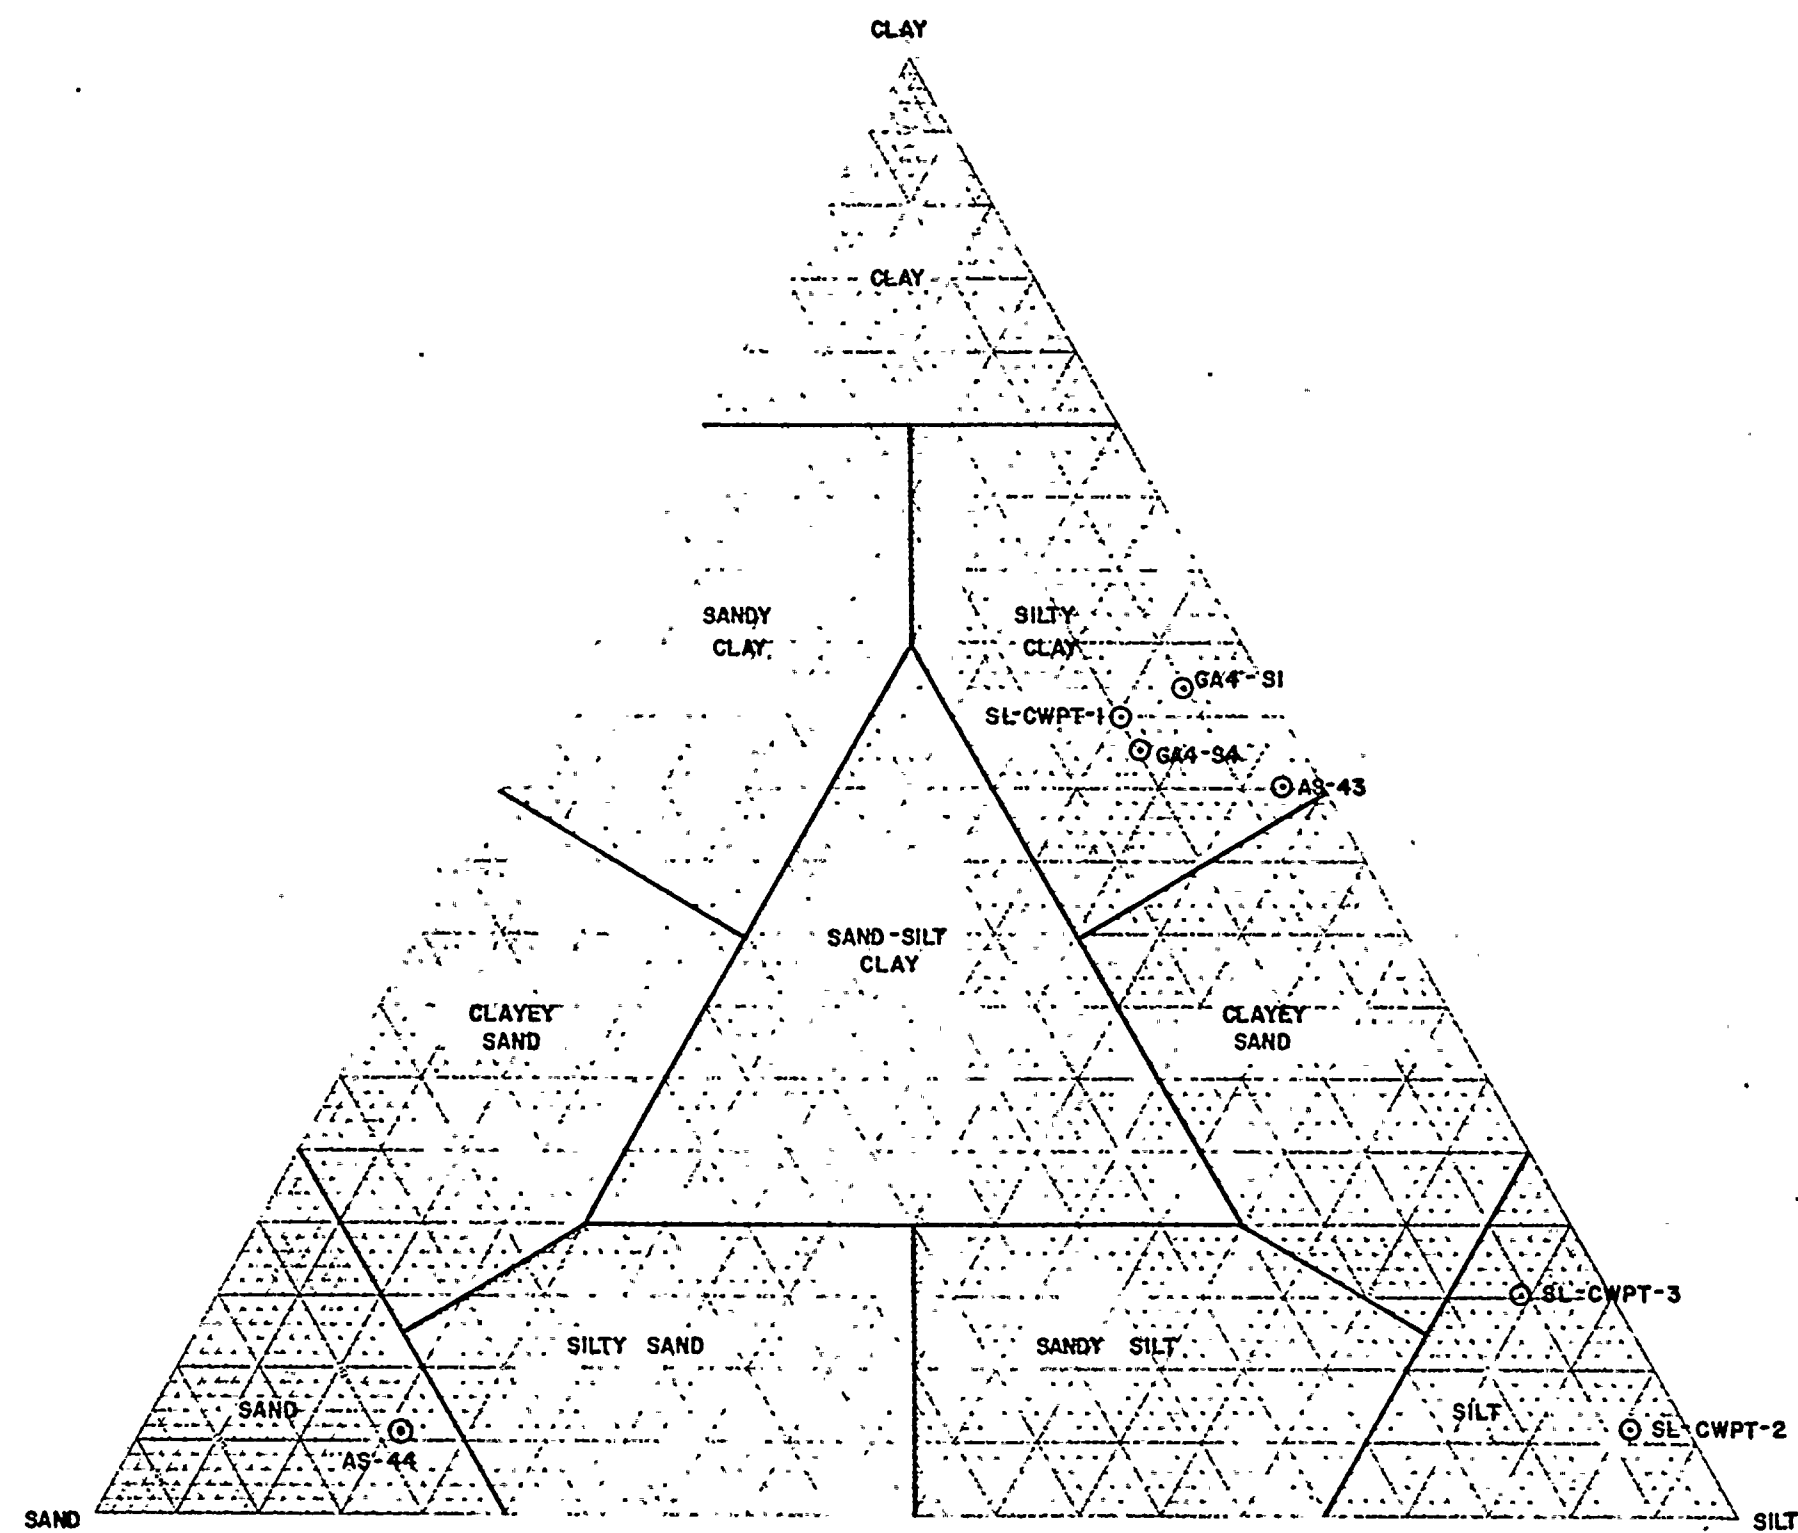 CLAY
CLAY
SANDY
CLAY
SILTY
CLAY
GA4-S1
SL-CWPT-1
GA4-S4
AS-43
SAND-SILT
CLAY
CLAYEY
SAND
CLAYEY
SAND
SL-CWPT-3
SILTY SAND
SANDY SILT
SAND
SILT
SL-CWPT-2
AS-44
SAND
SILT